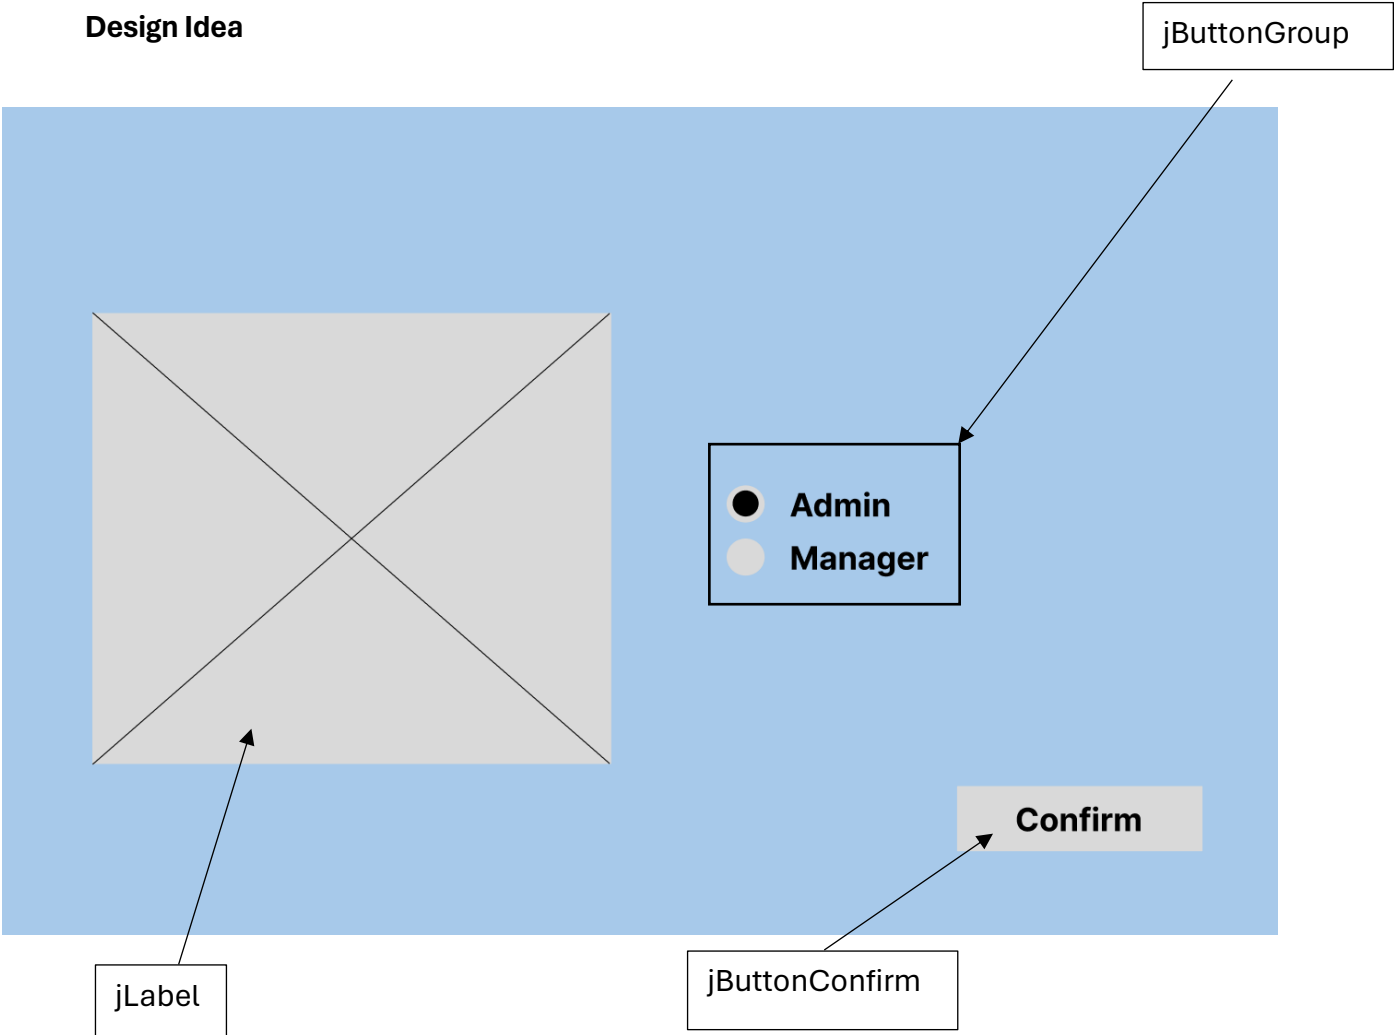 Design Idea
jButtonGroup
Admin
Manager
Confirm
jButtonConfirm
jLabel